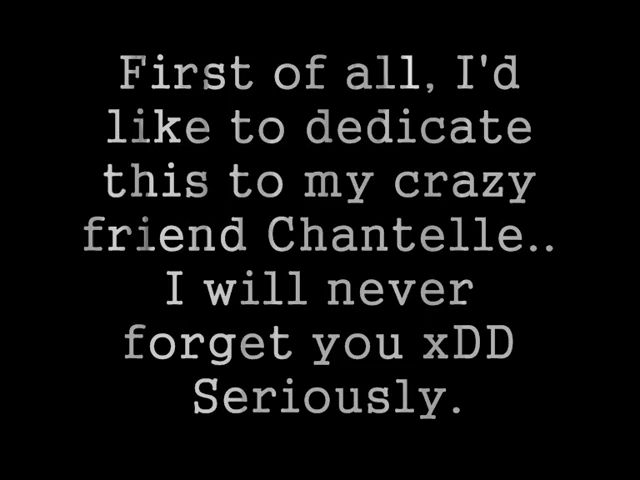 First of all, I'd
like to dedicate
this to my crazy
friend Chantelle..
I will never
forget you xDD
Seriously.